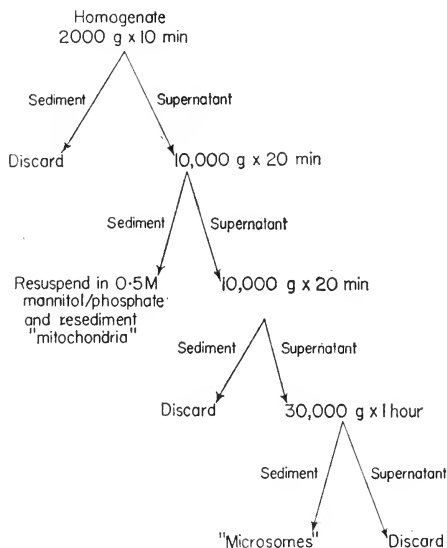 Homogenate
2000 g x 10 min
Sediment
Supernatant
Discard
10,000 g x 20 min
Sediment
Supernatant
Resuspend in 0·5M
mannitol/phosphate
and resediment
"mitochondria"
10,000 g x 20 min
Sediment
Supernatant
Discard
30,000 g x 1 hour
Sediment
Supernatant
"Microsomes"
Discard